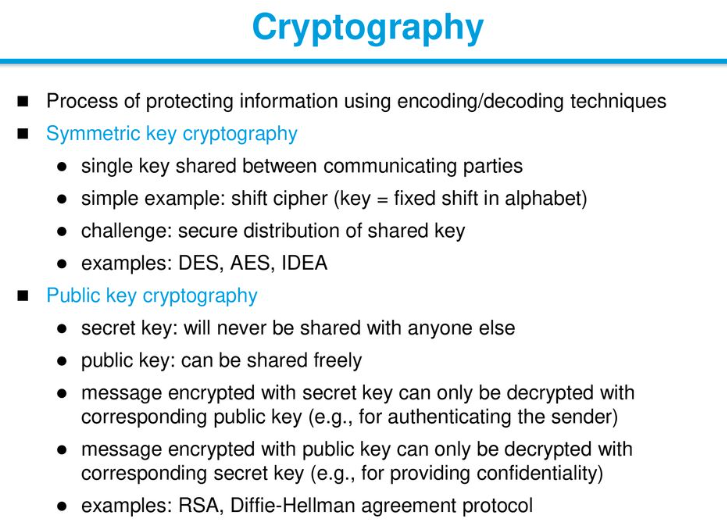 Cryptography
■ Process of protecting information using encoding/decoding techniques
■ Symmetric key cryptography
● single key shared between communicating parties
● simple example: shift cipher (key = fixed shift in alphabet)
● challenge: secure distribution of shared key
● examples: DES, AES, IDEA
■ Public key cryptography
● secret key: will never be shared with anyone else
● public key: can be shared freely
● message encrypted with secret key can only be decrypted with
corresponding public key (e.g., for authenticating the sender)
● message encrypted with public key can only be decrypted with
corresponding secret key (e.g., for providing confidentiality)
● examples: RSA, Diffie-Hellman agreement protocol